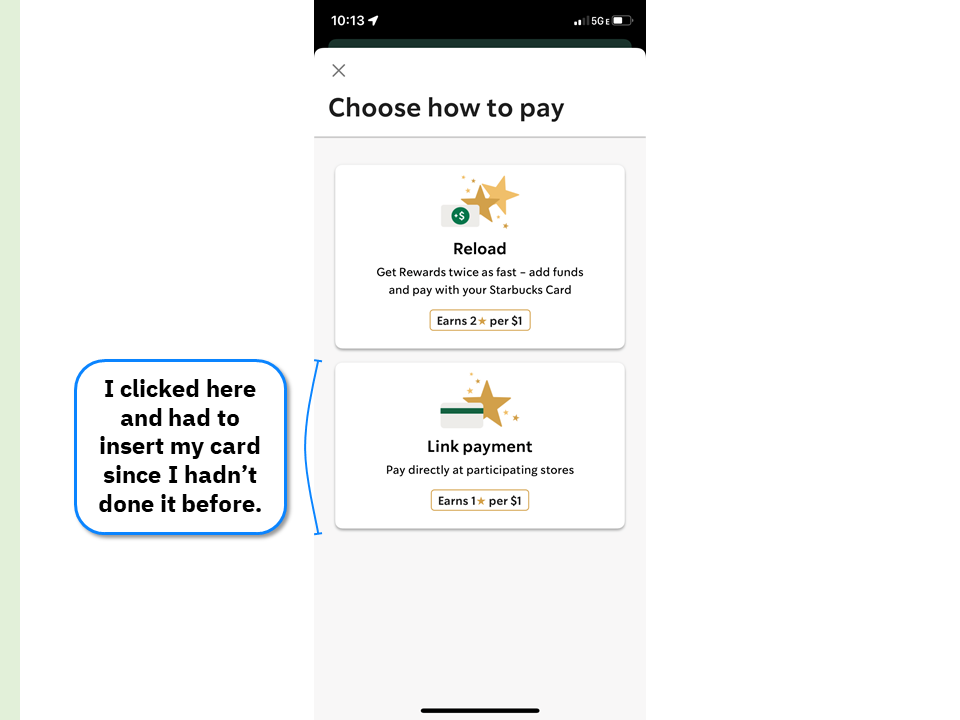 10:13
5GE
Choose how to pay
+$
Reload
Get Rewards twice as fast – add funds
and pay with your Starbucks Card
Earns 2★ per $1
I clicked here
and had to
insert my card
since I hadn’t
done it before.
Link payment
Pay directly at participating stores
Earns 1★ per $1